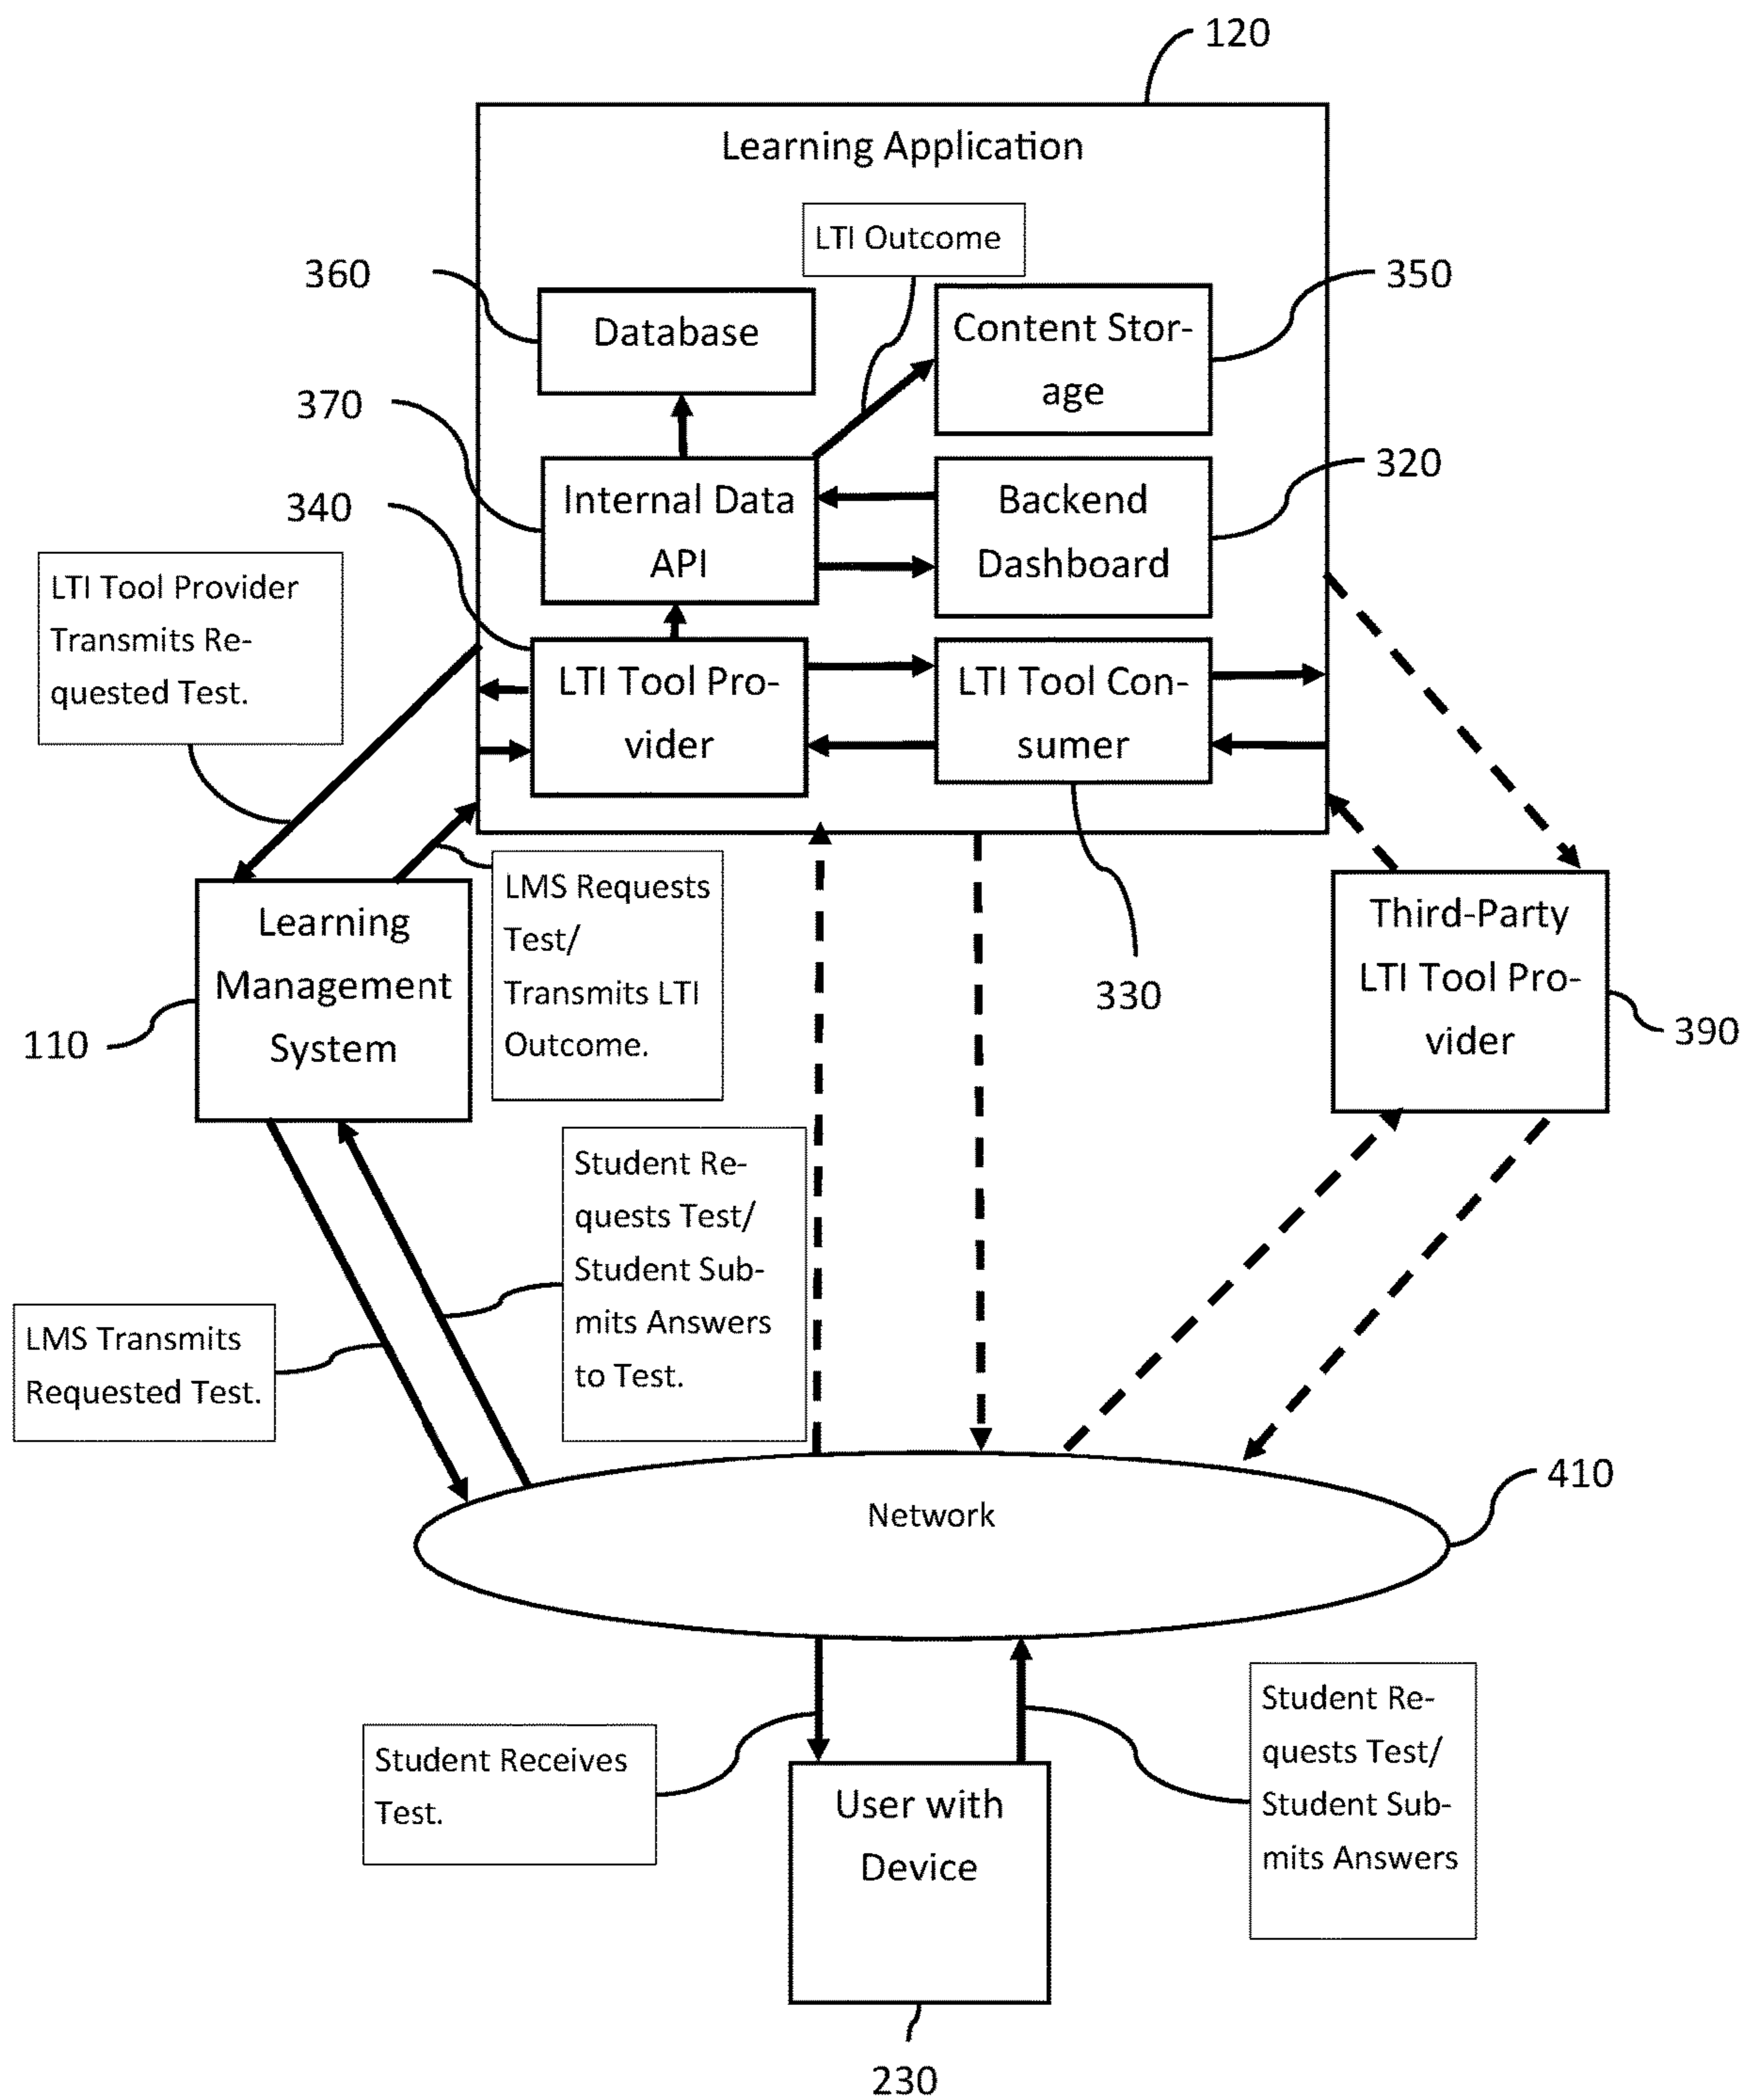 120
Learning Application
LTI Outcome
360
350
Database
Content Stor-
age
370
320
340
Internal Data
API
Backend
Dashboard
LTI Tool Provider
Transmits Re-
quested Test.
LTI Tool Pro-
vider
LTI Tool Con-
sumer
LMS Requests
Test/
Transmits LTI
Outcome.
Learning
Management
System
110
330
Third-Party
LTI Tool Pro-
vider
390
Student Re-
quests Test/
Student Sub-
mits Answers
to Test.
LMS Transmits
Requested Test.
410
Network
Student Receives
Test.
User with
Device
Student Re-
quests Test/
Student Sub-
mits Answers
230